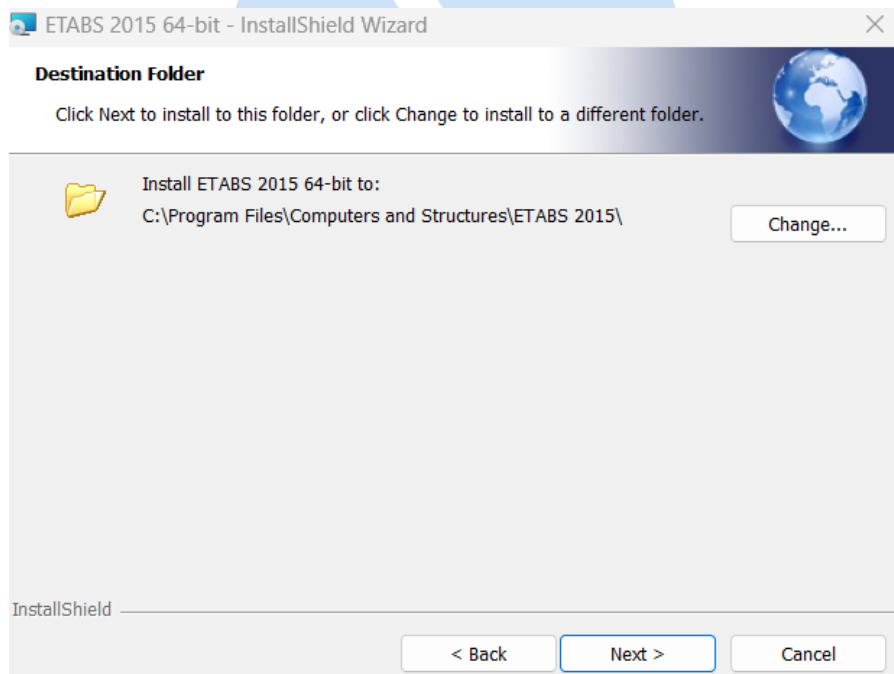 ETABS 2015 64-bit - InstallShield Wizard
Destination Folder
Click Next to install to this folder, or click Change to install to a different folder.
Install ETABS 2015 64-bit to:
C:\Program Files\Computers and Structures\ETABS 2015\
Change...
InstallShield
< Back
Next >
Cancel